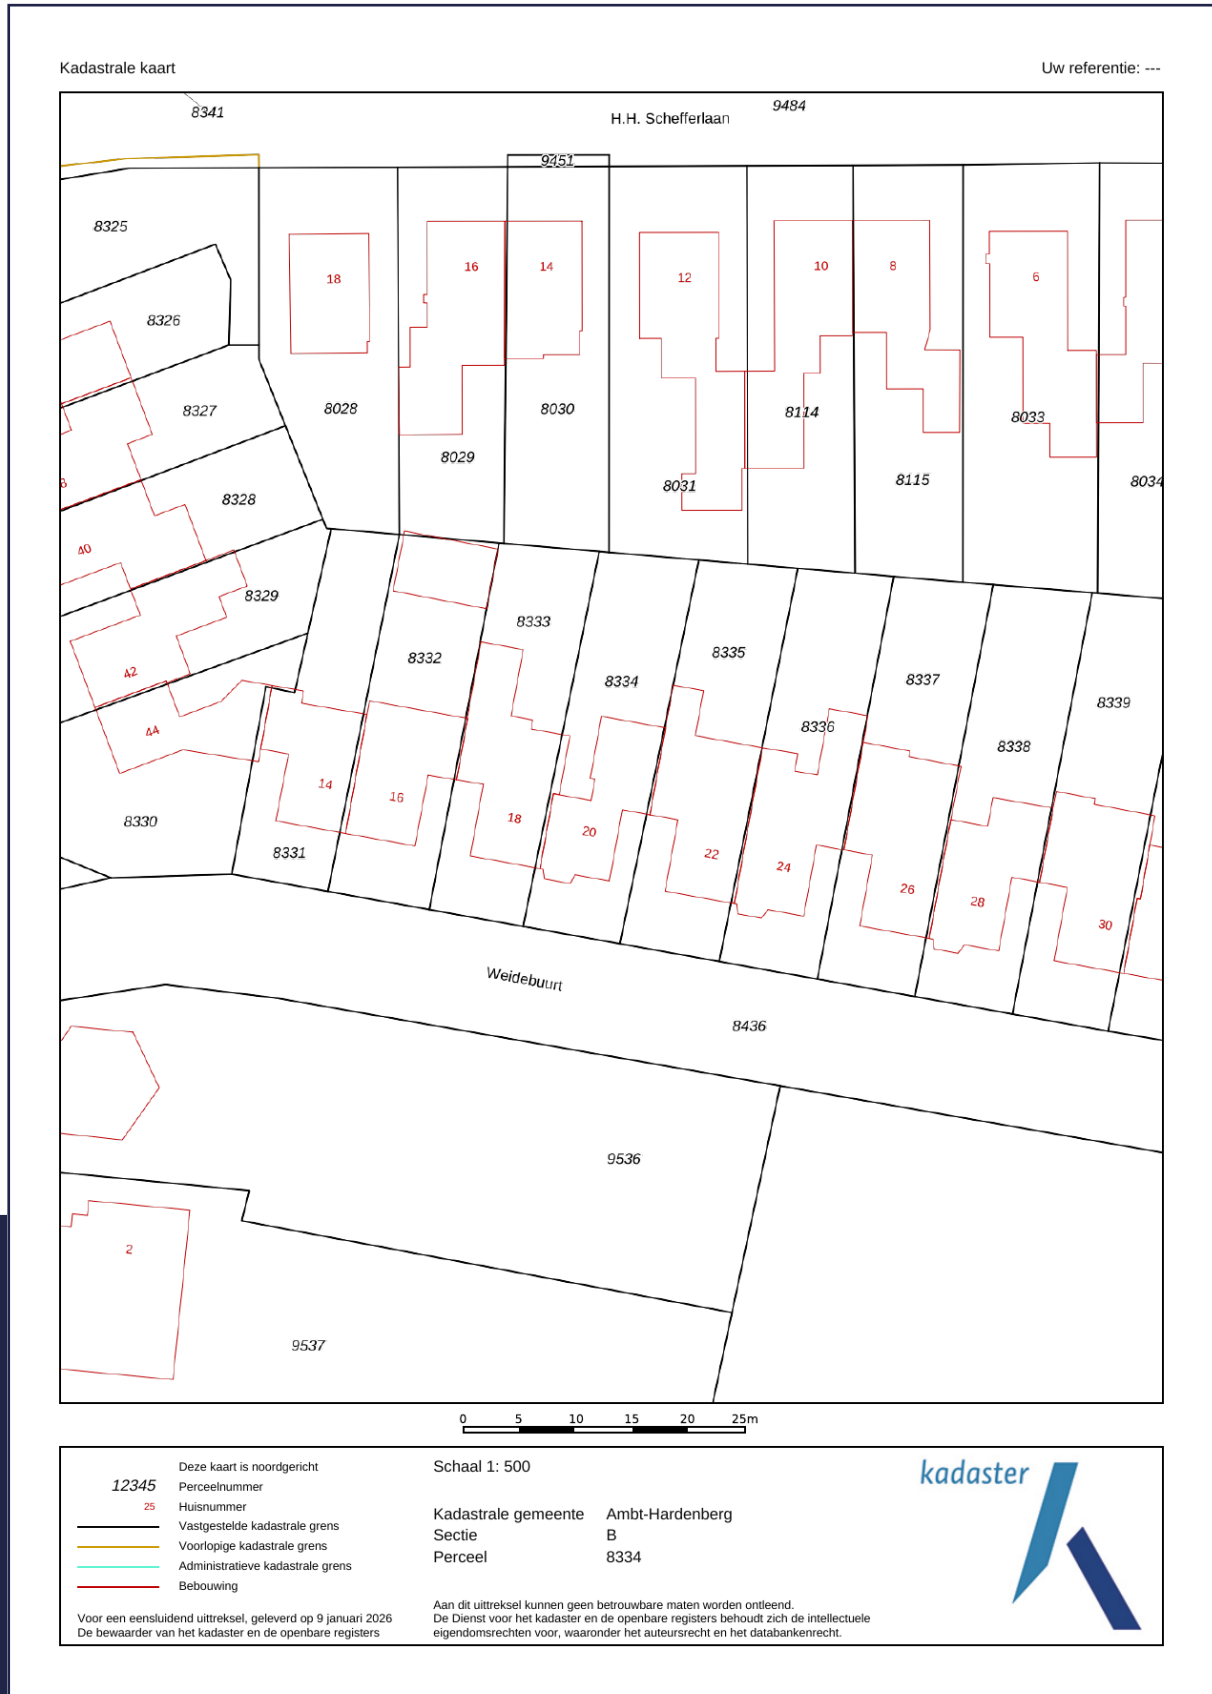 Kadastrale kaart
Uw referentie: ---
8341
H.H. Schefferlaan
9484
9451
8325
18
16
14
12
10
8
6
8326
8327
8028
8030
8114
8033
8029
8031
8115
8034
8328
40
8329
8333
8332
8334
8335
8337
8339
42
8336
8338
44
14
16
18
20
22
24
26
28
30
8330
8331
Weidebuurt
8436
9536
2
9537
0 5 10 15 20 25m
Deze kaart is noordgericht
12345 Perceelnummer
25 Huisnummer
Vastgestelde kadastrale grens
Voorlopige kadastrale grens
Administratieve kadastrale grens
Bebouwing
Voor een eensluidend uittreksel, geleverd op 9 januari 2026
De bewaarder van het kadaster en de openbare registers
Schaal 1: 500
Kadastrale gemeente Ambt-Hardenberg
Sectie B
Perceel 8334
Aan dit uittreksel kunnen geen betrouwbare maten worden ontleend.
De Dienst voor het kadaster en de openbare registers behoudt zich de intellectuele
eigendomsrechten voor, waaronder het auteursrecht en het databankenrecht.
kadaster